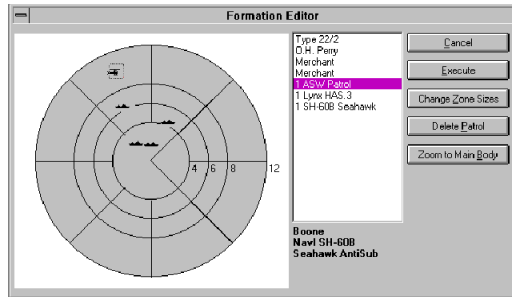 Formation Editor
4 6 8 12
Type 22/2
O.H. Perry
Merchant
Merchant
1 ASW Patrol
1 Lynx HAS.3
1 SH-60B Seahawk
Boone
Navl SH-60B
Seahawk AntiSub
Cancel
Execute
Change Zone Sizes
Delete Patrol
Zoom to Main Body